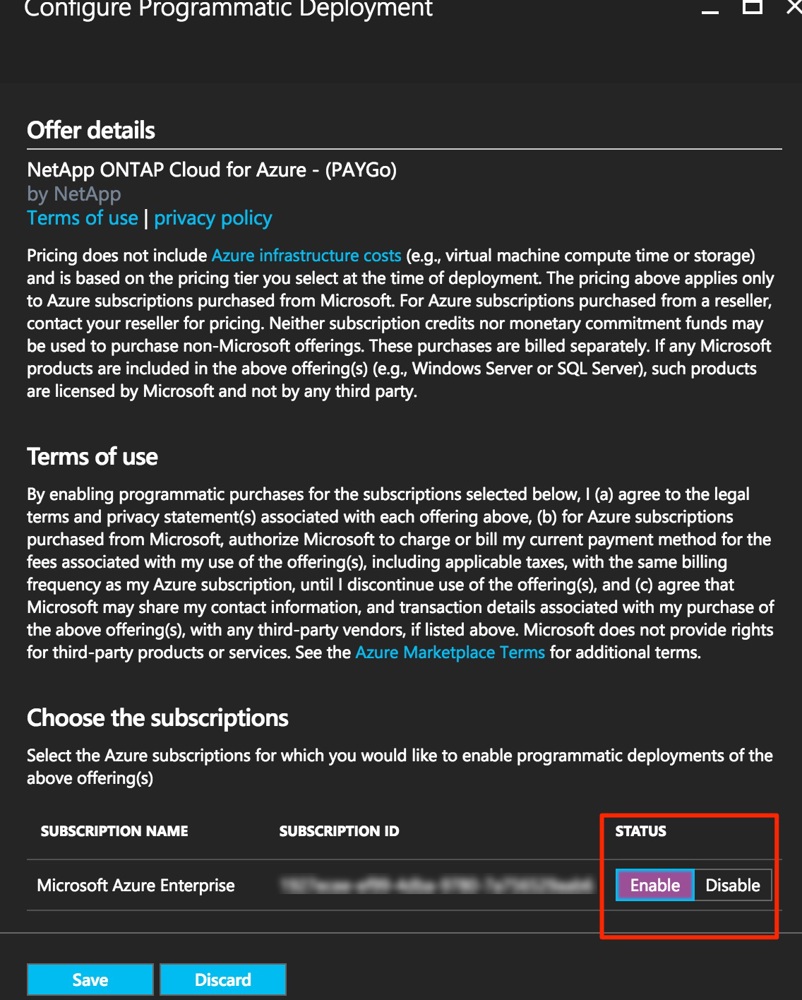 Configure Programmatic Deployment
Offer details
NetApp ONTAP Cloud for Azure - (PAYGo)
by NetApp
Terms of use | privacy policy
Pricing does not include Azure infrastructure costs (e.g., virtual machine compute time or storage)
and is based on the pricing tier you select at the time of deployment. The pricing above applies only
to Azure subscriptions purchased from Microsoft. For Azure subscriptions purchased from a reseller,
contact your reseller for pricing. Neither subscription credits nor monetary commitment funds may
be used to purchase non-Microsoft offerings. These purchases are billed separately. If any Microsoft
products are included in the above offering(s) (e.g., Windows Server or SQL Server), such products
are licensed by Microsoft and not by any third party.
Terms of use
By enabling programmatic purchases for the subscriptions selected below, I (a) agree to the legal
terms and privacy statement(s) associated with each offering above, (b) for Azure subscriptions
purchased from Microsoft, authorize Microsoft to charge or bill my current payment method for the
fees associated with my use of the offering(s), including applicable taxes, with the same billing
frequency as my Azure subscription, until I discontinue use of the offering(s), and (c) agree that
Microsoft may share my contact information, and transaction details associated with my purchase of
the above offering(s), with any third-party vendors, if listed above. Microsoft does not provide rights
for third-party products or services. See the Azure Marketplace Terms for additional terms.
Choose the subscriptions
Select the Azure subscriptions for which you would like to enable programmatic deployments of the
above offering(s)
SUBSCRIPTION NAME SUBSCRIPTION ID STATUS
Microsoft Azure Enterprise Enable Disable
Save Discard